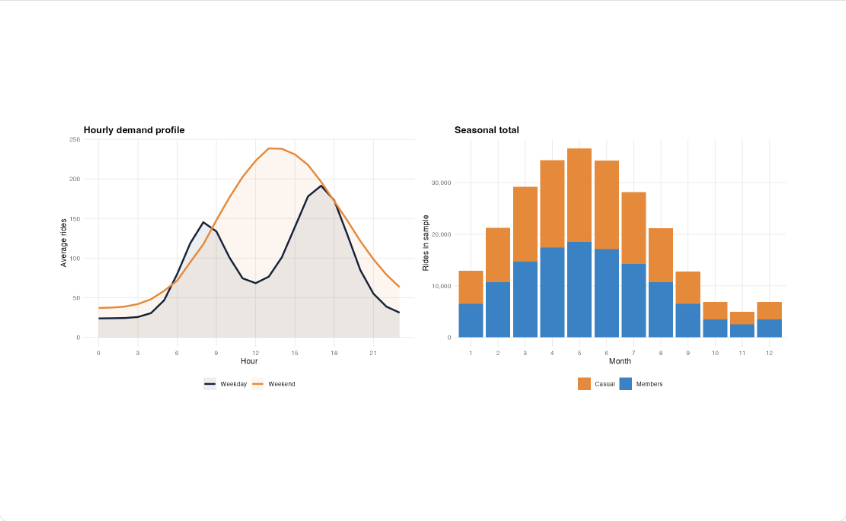 Hourly demand profile
250
200
150
100
50
0
Average rides
0 3 6 9 12 15 18 21
Hour
Weekday Weekend
Seasonal total
30,000
20,000
10,000
0
Rides in sample
1 2 3 4 5 6 7 8 9 10 11 12
Month
Casual Members